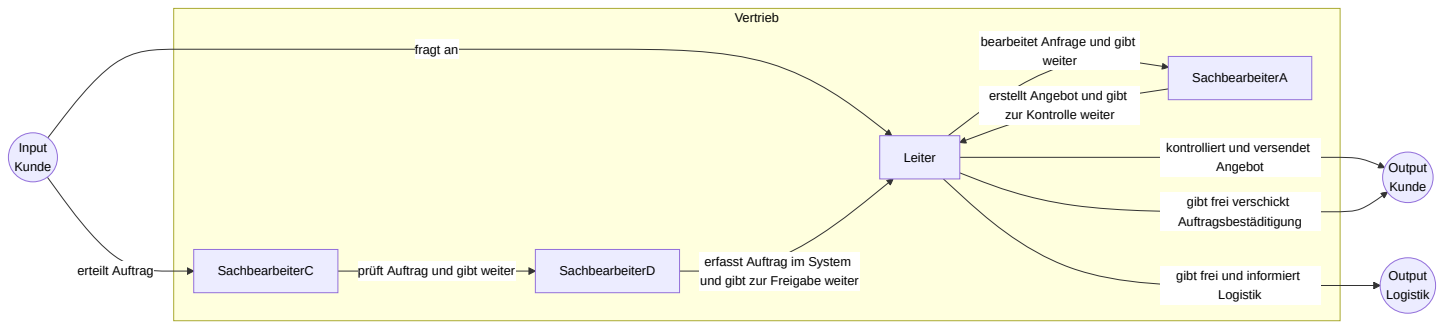 Vertrieb
fragt an
bearbeitet Anfrage und gibt
weiter
SachbearbeiterA
erstellt Angebot und gibt
zur Kontrolle weiter
Input
Kunde
Leiter
kontrolliert und versendet
Angebot
Output
Kunde
gibt frei verschickt
Auftragsbestäditigung
erteilt Auftrag
SachbearbeiterC
prüft Auftrag und gibt weiter
SachbearbeiterD
erfasst Auftrag im System
und gibt zur Freigabe weiter
gibt frei und informiert
Logistik
Output
Logistik